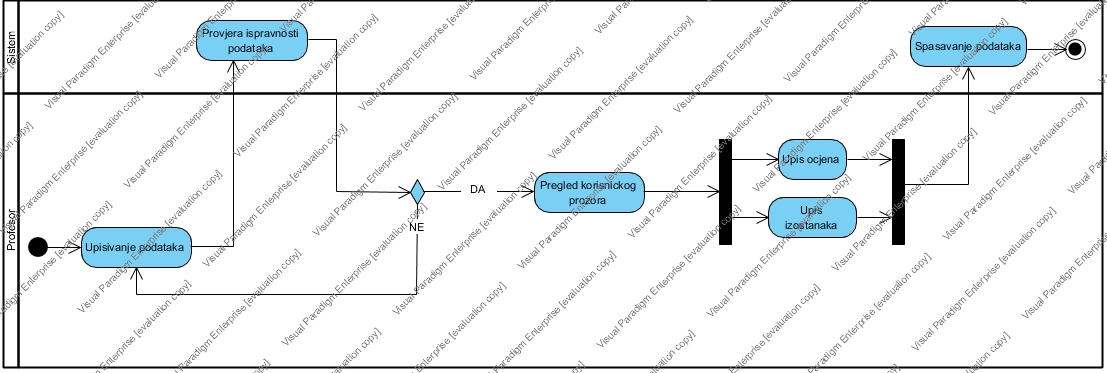 Sistem
Provjera ispravnosti
podataka
Spasavanje podataka
Profesor
Upisivanje podataka
DA
NE
Pregled korisnickog
prozora
Upis ocjena
Upis
izostanaka
Visual Paradigm Enterprise [evaluation copy]